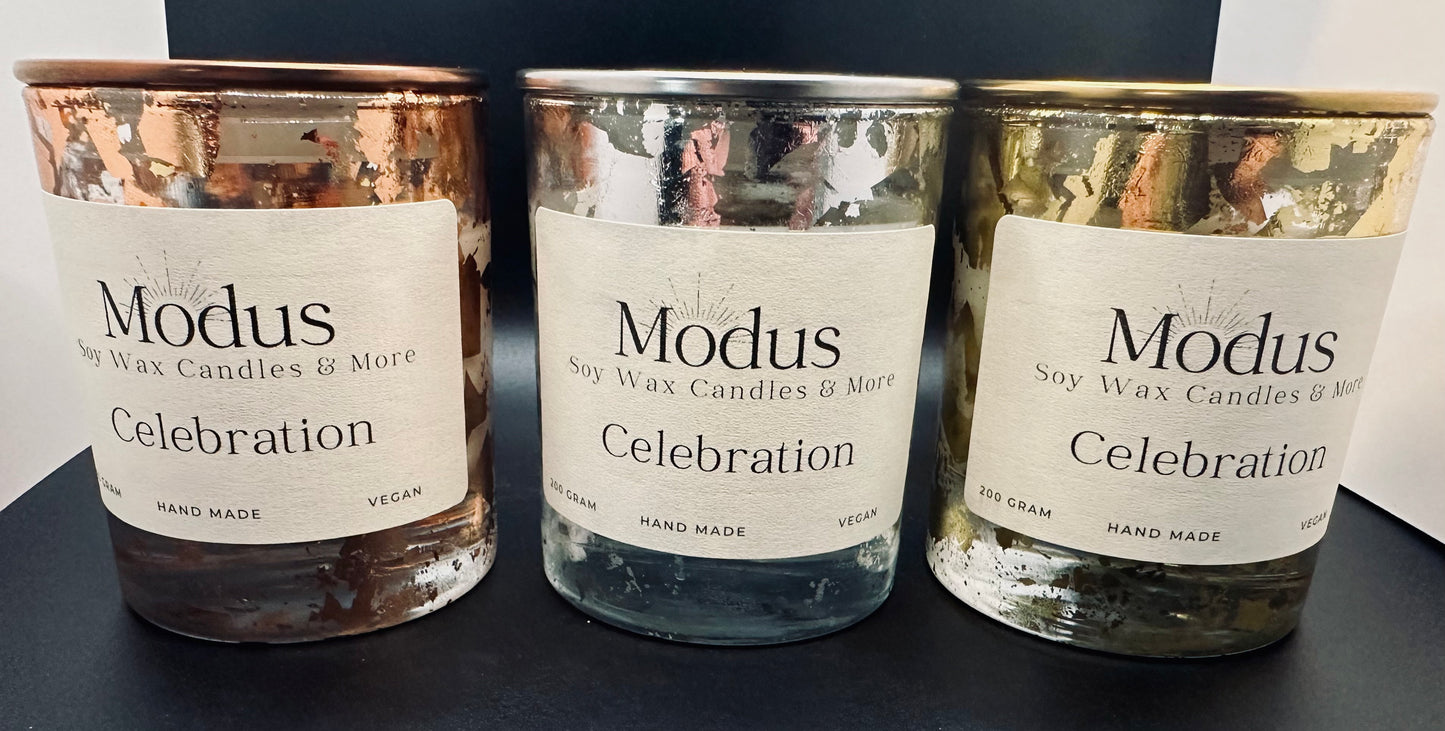 Modus
Soy Wax Candles & More
Celebration
GRAM
HAND MADE
VEGAN
Modus
Soy Wax Candles & More
Celebration
200 GRAM
HAND MADE
VEGAN
Modus
Soy Wax Candles & More
Celebration
200 GRAM
HAND MADE
VEGAN